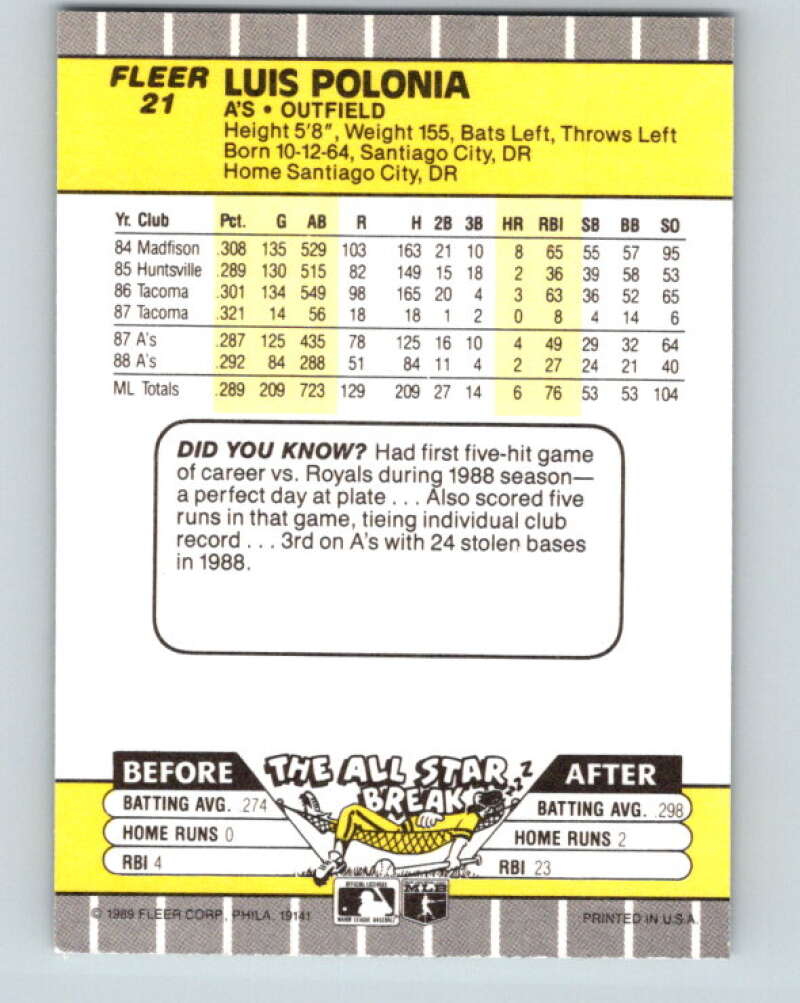 FLEER
21
LUIS POLONIA
A'S • OUTFIELD
Height 5'8", Weight 155, Bats Left, Throws Left
Born 10-12-64, Santiago City, DR
Home Santiago City, DR
Yr. Club Pct. G AB R H 2B 3B HR RBI SB BB SO
84 Madfison .308 135 529 103 163 21 10 8 65 55 57 95
85 Huntsville .289 130 515 82 149 15 18 2 36 39 58 53
86 Tacoma .301 134 549 98 165 20 4 3 63 36 52 65
87 Tacoma .321 14 56 18 18 1 2 0 8 4 14 6
87 A's .287 125 435 78 125 16 10 4 49 29 32 64
88 A's .292 84 288 51 84 11 4 2 27 24 21 40
ML Totals .289 209 723 129 209 27 14 6 76 53 53 104
DID YOU KNOW? Had first five-hit game
of career vs. Royals during 1988 season—
a perfect day at plate . . . Also scored five
runs in that game, tieing individual club
record . . . 3rd on A's with 24 stolen bases
in 1988.
THE ALL STAR
BREAK
ZZZZ
BEFORE
BATTING AVG. .274
HOME RUNS 0
RBI 4
AFTER
BATTING AVG. .298
HOME RUNS 2
RBI 23
OFFICIAL LICENSEE
MAJOR LEAGUE BASEBALL
MLB
© 1989 FLEER CORP., PHILA. 19141
PRINTED IN U.S.A.